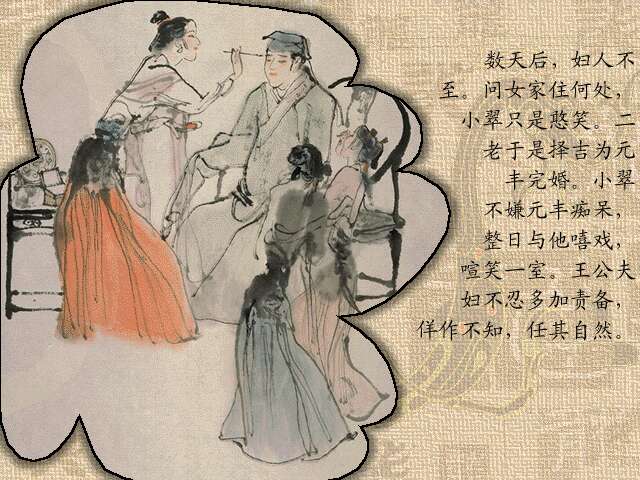 数天后，妇人不
至。问女家住何处，
小翠只是憨笑。二
老于是择吉为元
丰完婚。小翠
不嫌元丰痴呆，
整日与他嘻戏，
喧笑一室。王公夫
妇不忍多加责备，
佯作不知，任其自然。